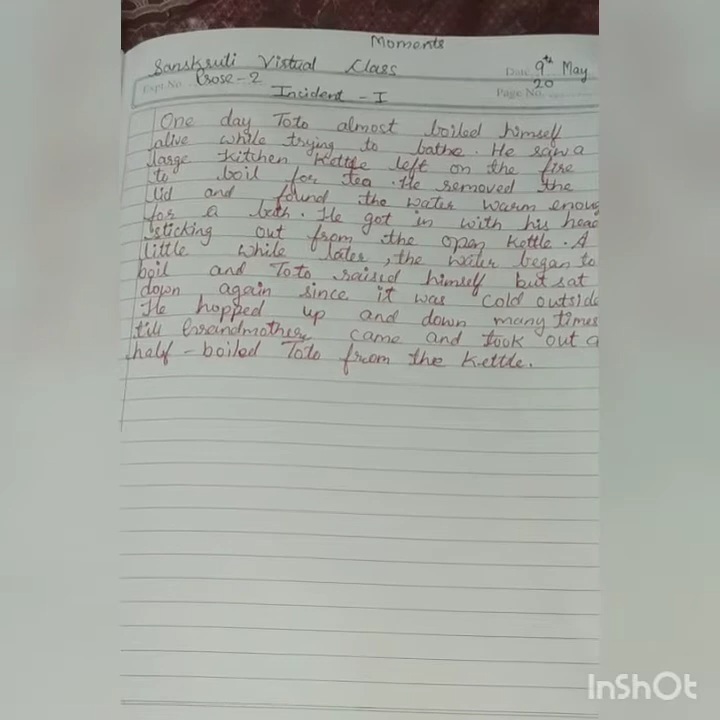 Moments
Sanskruti Virtual Class
Date 9th May
Expt.No. Prose-2
20
Incident - I
Page No.
One day Toto almost boiled himself
alive while trying to bathe. He saw a
large kitchen kettle left on the fire
to boil for tea. He removed the
lid and found the water warm enoug
for a bath. He got in with his head
sticking out from the open kettle. A
little while later, the water began to
boil and Toto raised himself but sat
down again since it was cold outside
He hopped up and down many times
till Grandmother came and took out a
half-boiled Toto from the kettle.
InShOt